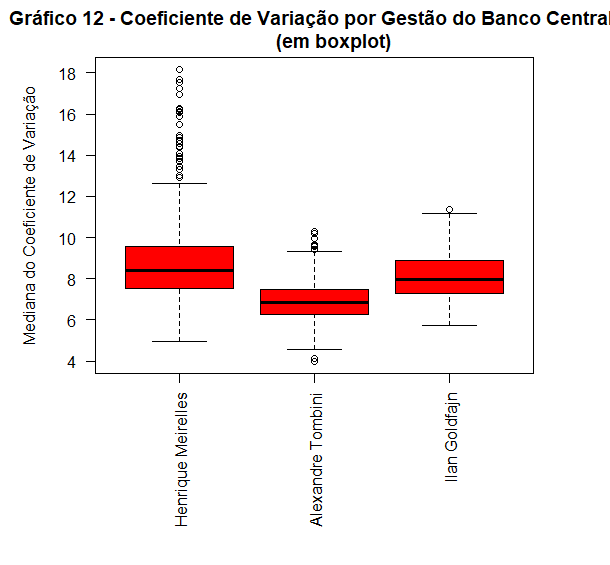 Gráfico 12 - Coeficiente de Variação por Gestão do Banco Central
(em boxplot)
Mediana do Coeficiente de Variação
18
16
14
12
10
8
6
4
Henrique Meirelles
Alexandre Tombini
Ilan Goldfajn